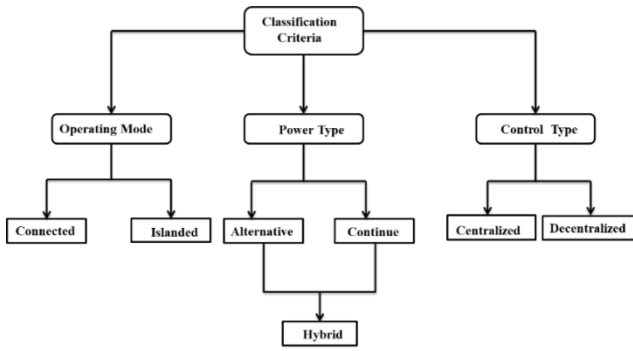 Classification
Criteria
Operating Mode
Power Type
Control Type
Connected
Islanded
Alternative
Continue
Centralized
Decentralized
Hybrid